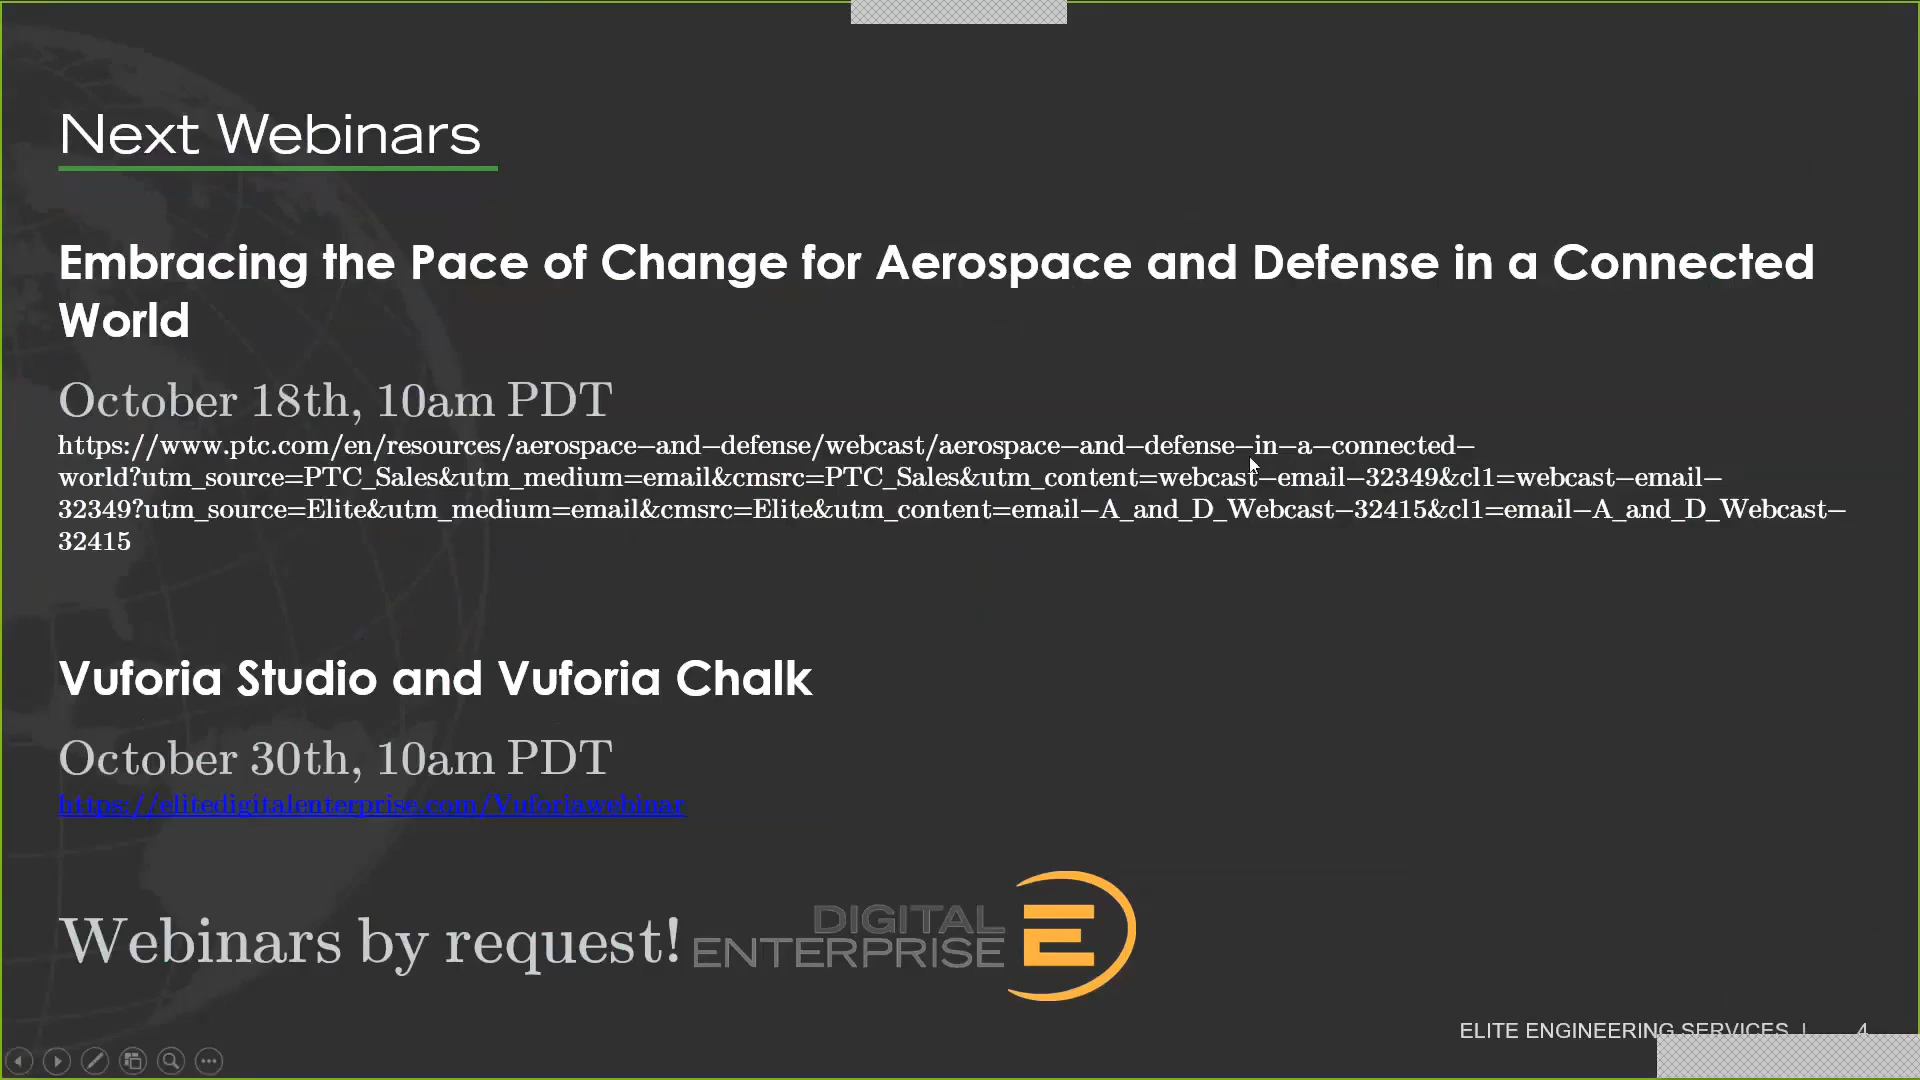 Next Webinars
Embracing the Pace of Change for Aerospace and Defense in a Connected
World
October 18th, 10am PDT
https://www.ptc.com/en/resources/aerospace–and–defense/webcast/aerospace–and–defense–in–a–connected–
world?utm_source=PTC_Sales&utm_medium=email&cmsrc=PTC_Sales&utm_content=webcast–email–32349&cl1=webcast–email–
32349?utm_source=Elite&utm_medium=email&cmsrc=Elite&utm_content=email–A_and_D_Webcast–32415&cl1=email–A_and_D_Webcast–
32415
Vuforia Studio and Vuforia Chalk
October 30th, 10am PDT
https://elitedigitalenterprise.com/Vuforiawebinar
Webinars by request!
DIGITAL
ENTERPRISE
E
ELITE ENGINEERING SERVICES | 4